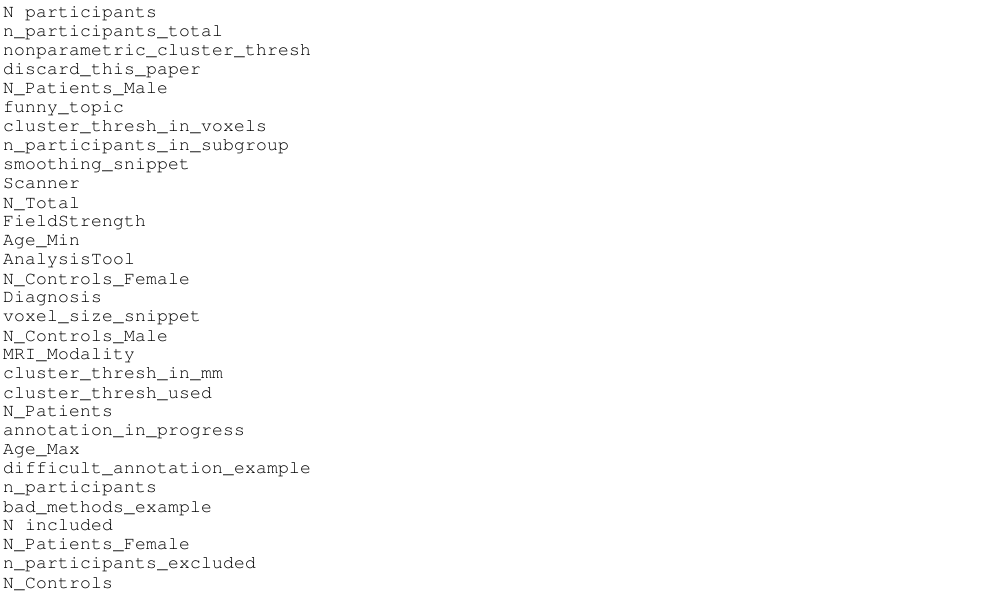 N participants
n_participants_total
nonparametric_cluster_thresh
discard_this_paper
N_Patients_Male
funny_topic
cluster_thresh_in_voxels
n_participants_in_subgroup
smoothing_snippet
Scanner
N_Total
FieldStrength
Age_Min
AnalysisTool
N_Controls_Female
Diagnosis
voxel_size_snippet
N_Controls_Male
MRI_Modality
cluster_thresh_in_mm
cluster_thresh_used
N_Patients
annotation_in_progress
Age_Max
difficult_annotation_example
n_participants
bad_methods_example
N included
N_Patients_Female
n_participants_excluded
N_Controls